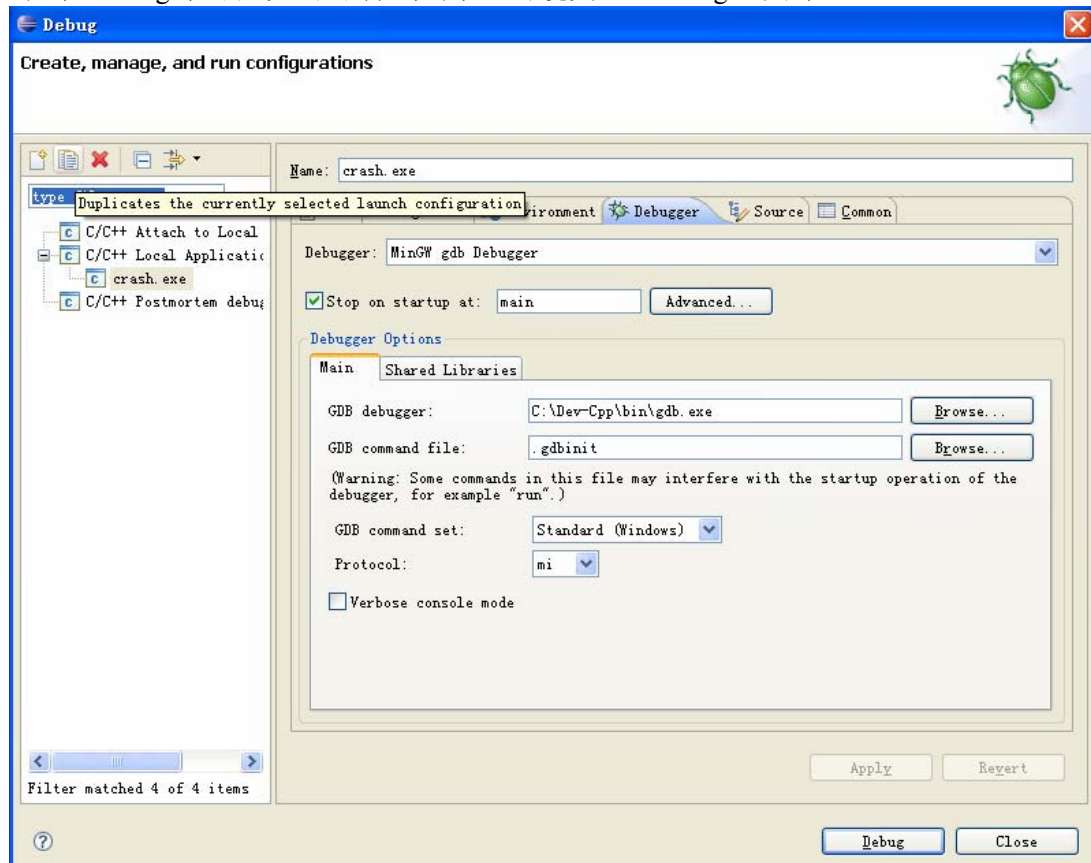 Debug
Create, manage, and run configurations
Name: crash.exe
type
Duplicates the currently selected launch configuration
vironment Debugger Source Common
C/C++ Attach to Local
C/C++ Local Applicatic
crash.exe
C/C++ Postmortem debug
Debugger: MinGW gdb Debugger
Stop on startup at: main Advanced...
Debugger Options
Main Shared Libraries
GDB debugger: C:\Dev-Cpp\bin\gdb.exe Browse...
GDB command file: .gdbinit Browse...
(Warning: Some commands in this file may interfere with the startup operation of the
debugger, for example "run".)
GDB command set: Standard (Windows)
Protocol: mi
Verbose console mode
Apply Revert
Filter matched 4 of 4 items
Debug Close